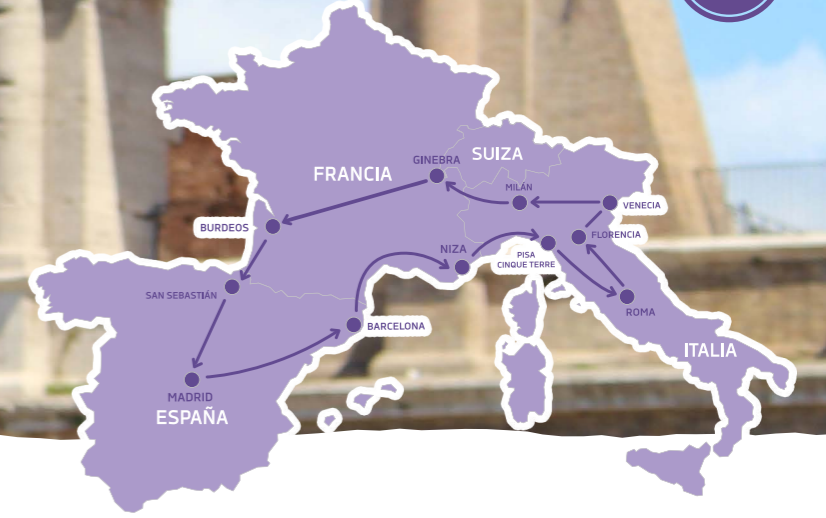 GINEBRA
SUIZA
FRANCIA
MILÁN
VENECIA
BURDEOS
FLORENCIA
NIZA
PISA
CINQUE TERRE
SAN SEBASTIÁN
ROMA
BARCELONA
ITALIA
MADRID
ESPAÑA